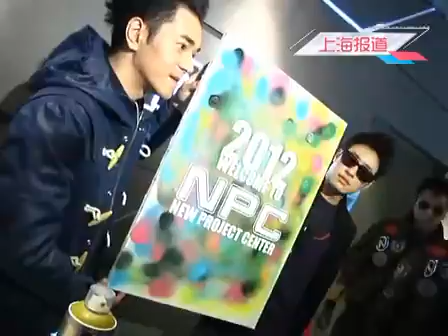 上海报道
2012
WELCOME TO
NPC
NEW PROJECT CENTER